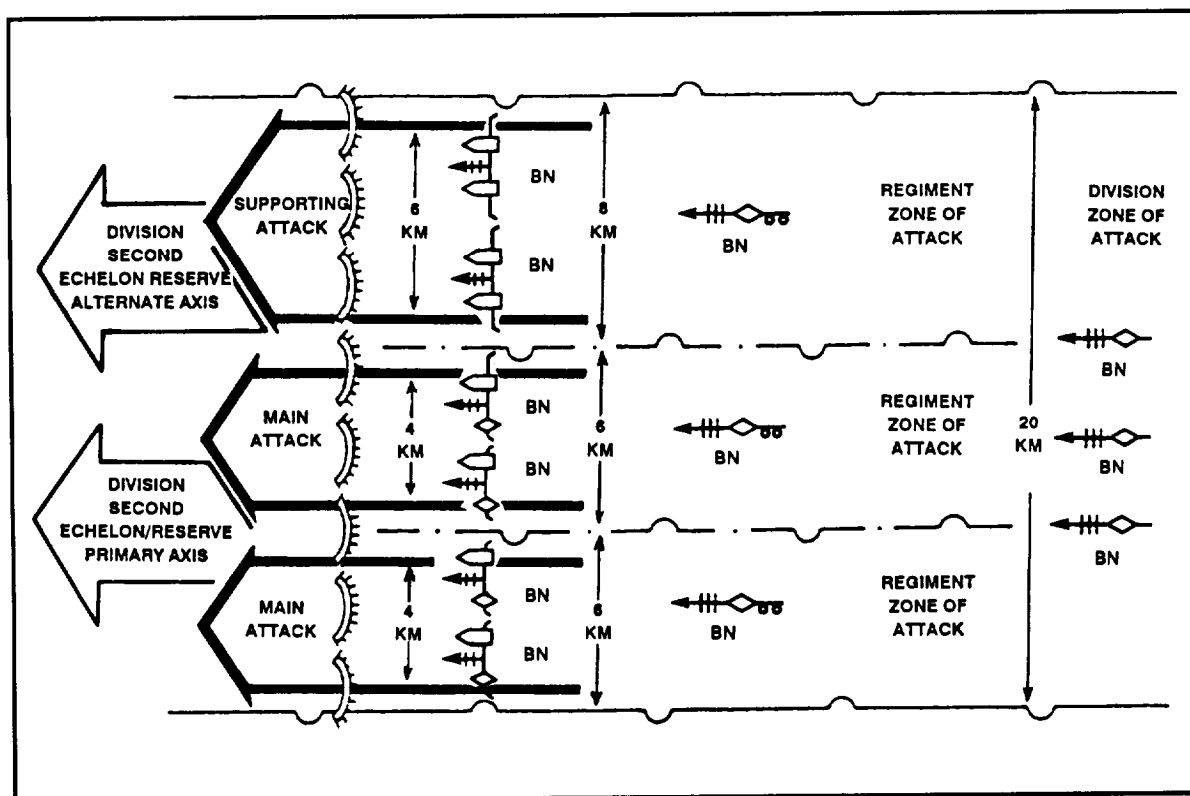 SUPPORTING
ATTACK
DIVISION
SECOND
ECHELON RESERVE
ALTERNATE AXIS
6
KM
BN
BN
8
KM
BN
REGIMENT
ZONE OF
ATTACK
DIVISION
ZONE OF
ATTACK
BN
MAIN
ATTACK
4
KM
BN
BN
6
KM
BN
REGIMENT
ZONE OF
ATTACK
20
KM
BN
DIVISION
SECOND
ECHELON/RESERVE
PRIMARY AXIS
BN
MAIN
ATTACK
4
KM
BN
BN
6
KM
BN
REGIMENT
ZONE OF
ATTACK